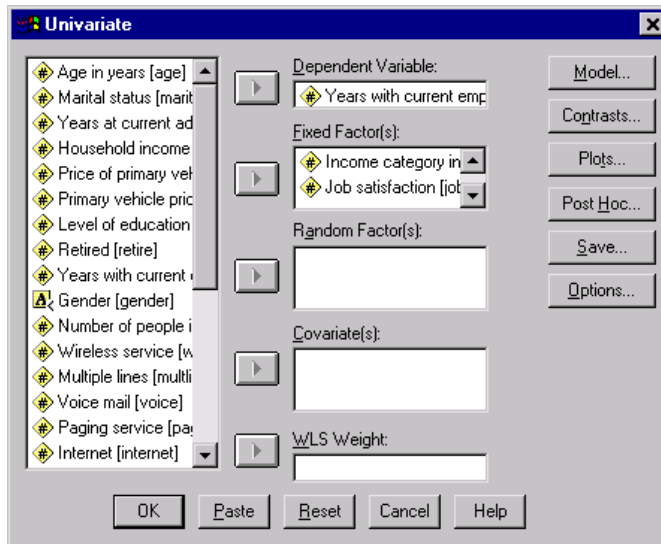 Univariate
Age in years [age]
Marital status [marit
Years at current ad
Household income
Price of primary veh
Primary vehicle pric
Level of education
Retired [retire]
Years with current e
Gender [gender]
Number of people i
Wireless service [w
Multiple lines [multli
Voice mail [voice]
Paging service [pag
Internet [internet]
Dependent Variable:
Years with current emp
Fixed Factor(s):
Income category in
Job satisfaction [job
Random Factor(s):
Covariate(s):
WLS Weight:
Model...
Contrasts...
Plots...
Post Hoc...
Save...
Options...
OK
Paste
Reset
Cancel
Help